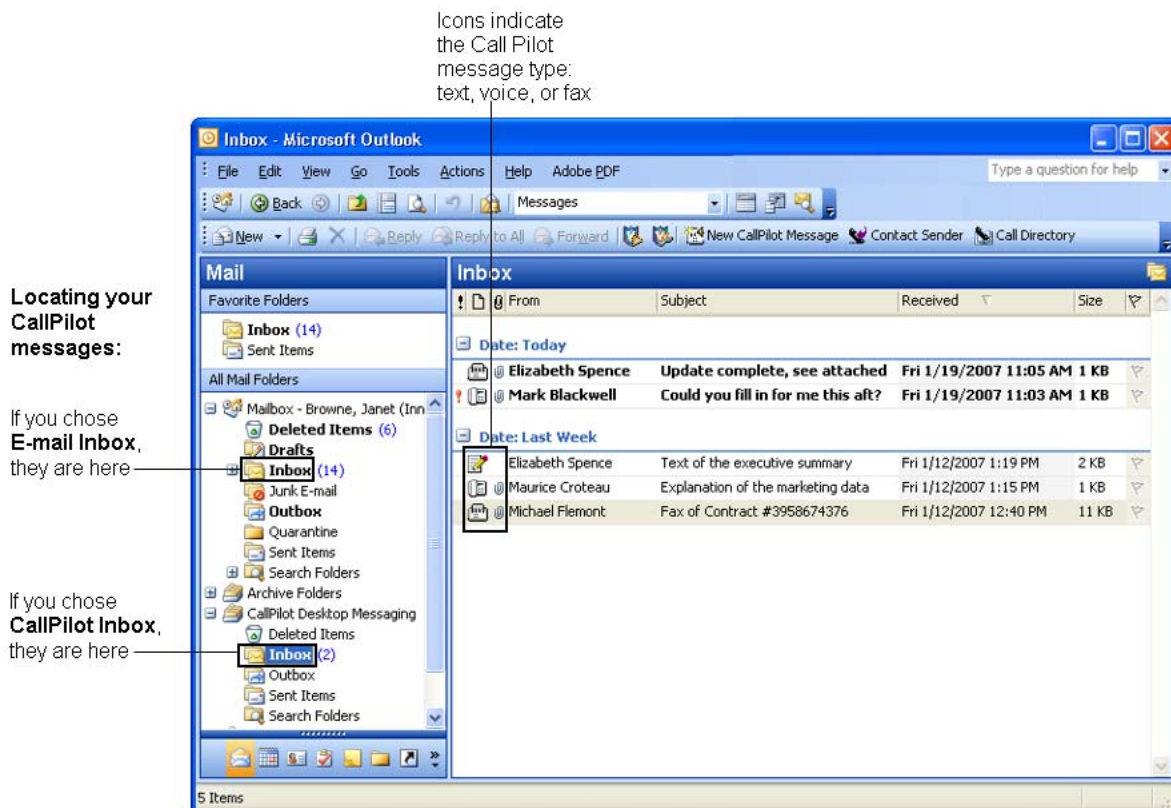 Icons indicate
the Call Pilot
message type:
text, voice, or fax
Inbox - Microsoft Outlook
File Edit View Go Tools Actions Help Adobe PDF Type a question for help
Back Messages
New Reply Reply to All Forward New CallPilot Message Contact Sender Call Directory
Mail
Inbox
Locating your
CallPilot
messages:
Favorite Folders
Inbox (14)
Sent Items
All Mail Folders
If you chose
E-mail Inbox,
they are here
Mailbox - Browne, Janet (Inn
Deleted Items (6)
Drafts
Inbox (14)
Junk E-mail
Outbox
Quarantine
Sent Items
Search Folders
Archive Folders
If you chose
CallPilot Inbox,
they are here
CallPilot Desktop Messaging
Deleted Items
Inbox (2)
Outbox
Sent Items
Search Folders
From Subject Received Size
Date: Today
Elizabeth Spence Update complete, see attached Fri 1/19/2007 11:05 AM 1 KB
Mark Blackwell Could you fill in for me this aft? Fri 1/19/2007 11:03 AM 1 KB
Date: Last Week
Elizabeth Spence Text of the executive summary Fri 1/12/2007 1:19 PM 2 KB
Maurice Croteau Explanation of the marketing data Fri 1/12/2007 1:15 PM 1 KB
Michael Flemont Fax of Contract #3958674376 Fri 1/12/2007 12:40 PM 11 KB
5 Items